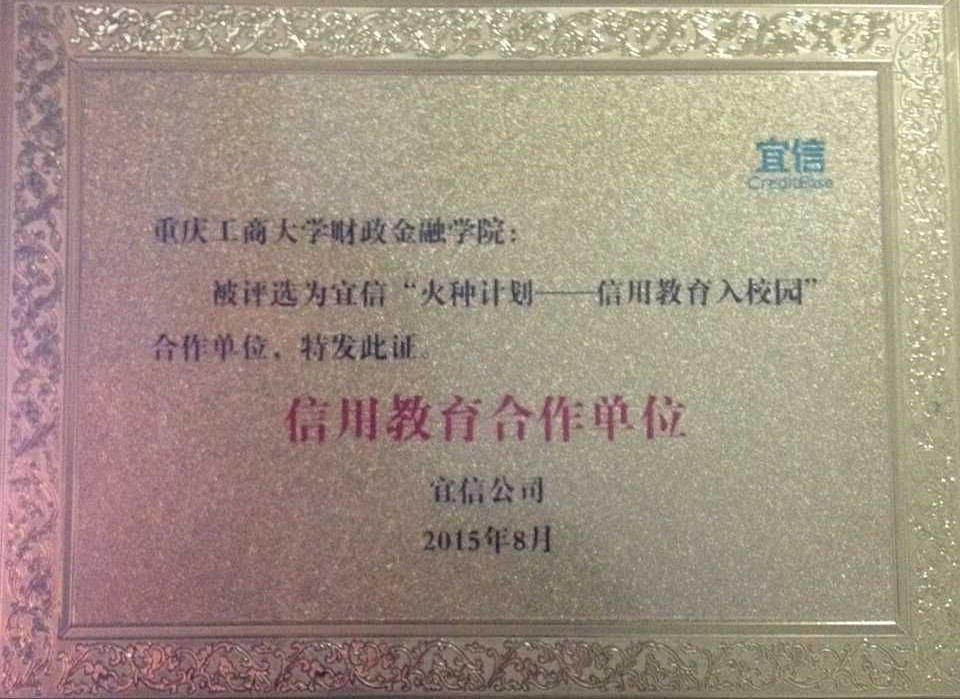 宜信
CreditEase
重庆工商大学财政金融学院：
被评选为宜信“火种计划——信用教育入校园”
合作单位，特发此证。
信用教育合作单位
宜信公司
2015年8月